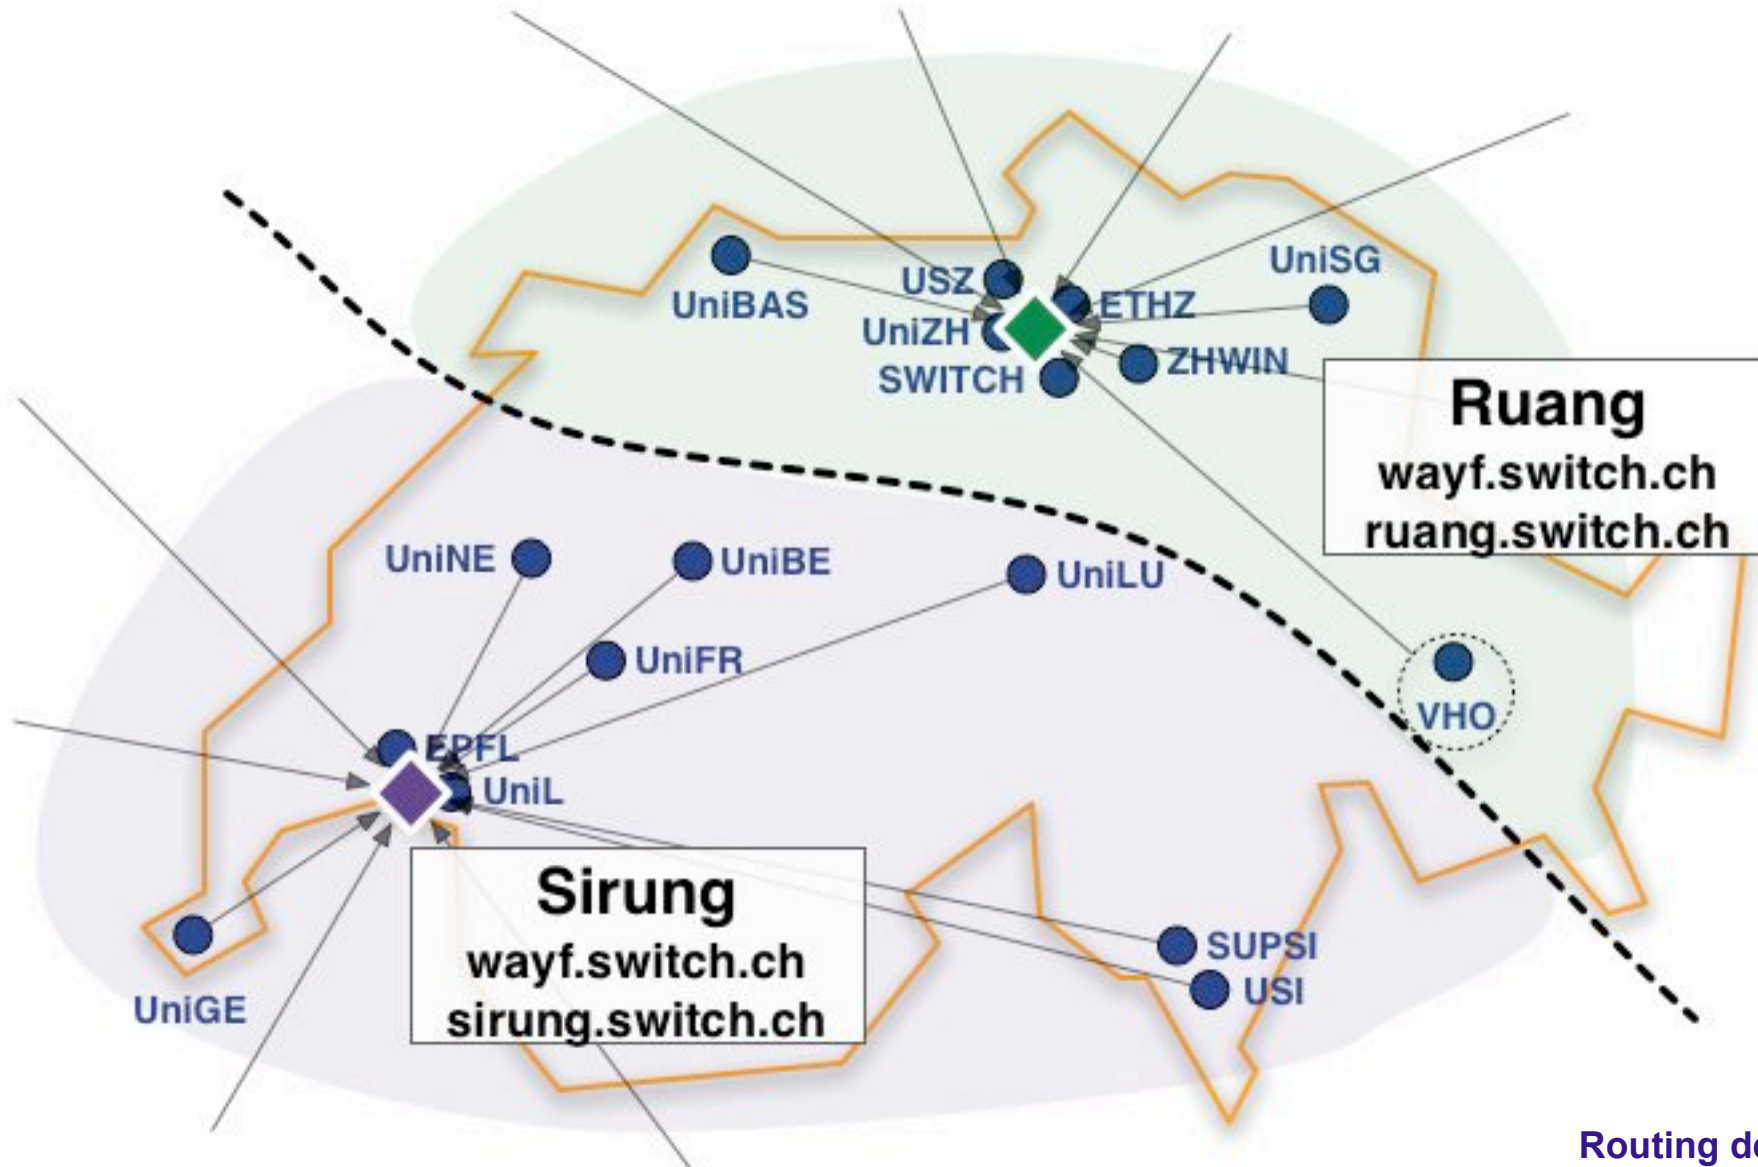 UniSG
USZ
UniBAS
ETHZ
UniZH
ZHWIN
SWITCH
Ruang
wayf.switch.ch
ruang.switch.ch
UniNE
UniBE
UniLU
UniFR
VHO
EPFL
UniL
Sirung
wayf.switch.ch
sirung.switch.ch
SUPSI
USI
UniGE
Routing